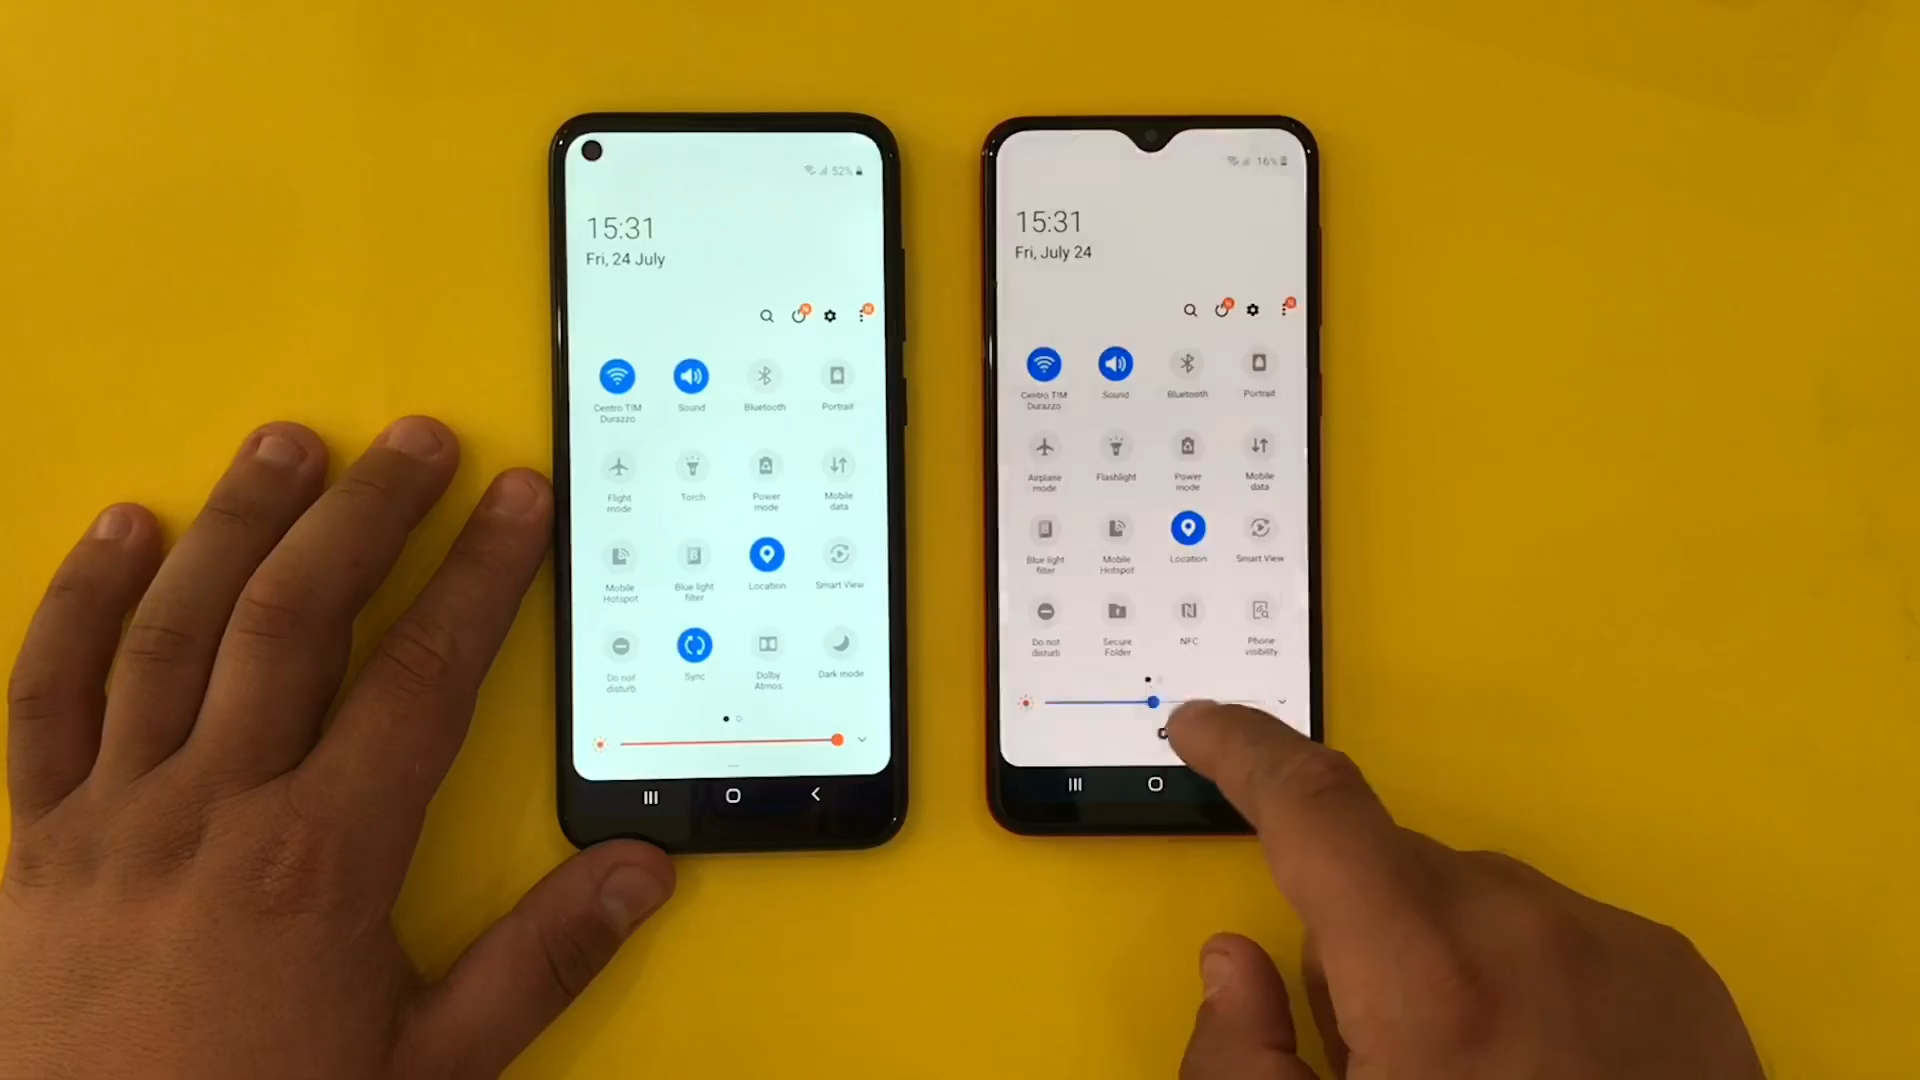 52%
15:31
Fri, 24 July
Centro TIM
Durazzo
Sound
Bluetooth
Portrait
Flight
mode
Torch
Power
mode
Mobile
data
Mobile
Hotspot
Blue light
filter
Location
Smart View
Do not
disturb
Sync
Dolby
Atmos
Dark mode
16%
15:31
Fri, July 24
Centro TIM
Durazzo
Sound
Bluetooth
Portrait
Airplane
mode
Flashlight
Power
mode
Mobile
data
Blue light
filter
Mobile
Hotspot
Location
Smart View
Do not
disturb
Secure
Folder
NFC
Phone
visibility